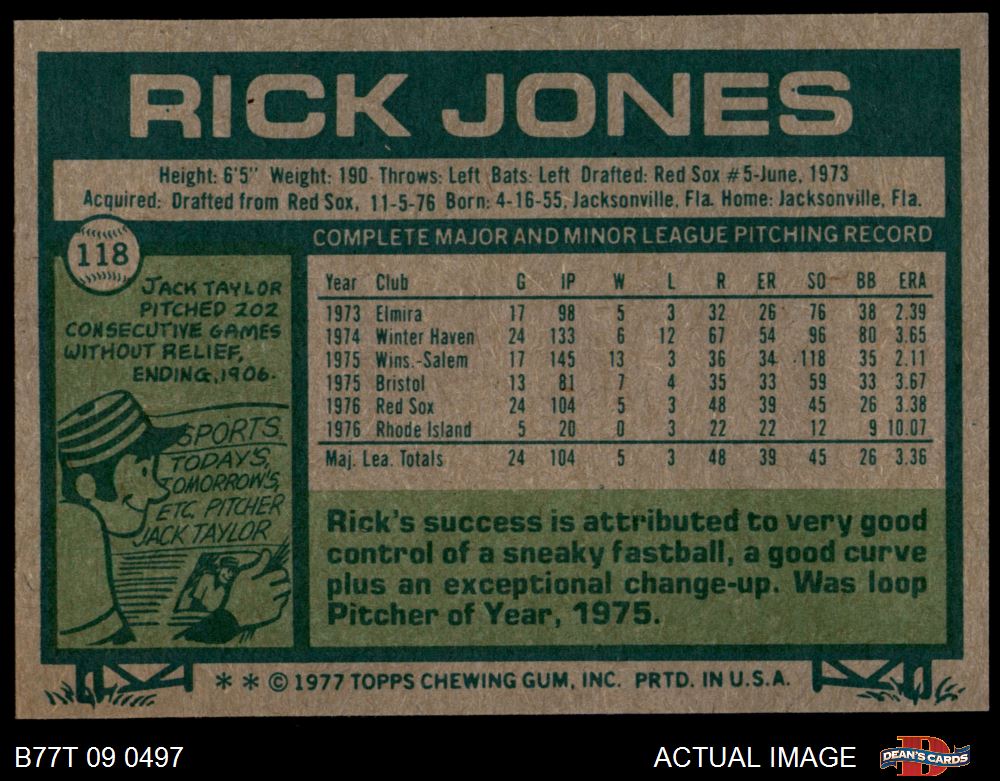 RICK JONES
Height: 6'5" Weight: 190 Throws: Left Bats: Left Drafted: Red Sox #5-June, 1973
Acquired: Drafted from Red Sox, 11-5-76 Born: 4-16-55, Jacksonville, Fla. Home: Jacksonville, Fla.
118
JACK TAYLOR
PITCHED 202
CONSECUTIVE GAMES
WITHOUT RELIEF,
ENDING, 1906.
SPORTS.
TODAY'S,
TOMORROW'S,
ETC. PITCHER
JACK TAYLOR
COMPLETE MAJOR AND MINOR LEAGUE PITCHING RECORD
Year Club G IP W L R ER SO BB ERA
1973 Elmira 17 98 5 3 32 26 76 38 2.39
1974 Winter Haven 24 133 6 12 67 54 96 80 3.65
1975 Wins.-Salem 17 145 13 3 36 34 118 35 2.11
1975 Bristol 13 81 7 4 35 33 59 33 3.67
1976 Red Sox 24 104 5 3 48 39 45 26 3.38
1976 Rhode Island 5 20 0 3 22 22 12 9 10.07
Maj. Lea. Totals 24 104 5 3 48 39 45 26 3.36
Rick's success is attributed to very good
control of a sneaky fastball, a good curve
plus an exceptional change-up. Was loop
Pitcher of Year, 1975.
* * © 1977 TOPPS CHEWING GUM, INC. PRTD. IN U.S.A.
B77T 09 0497
ACTUAL IMAGE
D
DEAN'S CARDS